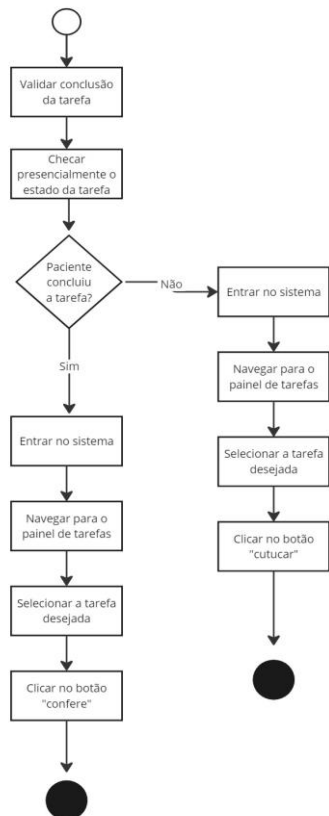 Validar conclusão
da tarefa
Checar
presencialmente o
estado da tarefa
Paciente
concluiu
a tarefa?
Não
Sim
Entrar no sistema
Navegar para o
painel de tarefas
Selecionar a tarefa
desejada
Clicar no botão
"cutucar"
Entrar no sistema
Navegar para o
painel de tarefas
Selecionar a tarefa
desejada
Clicar no botão
"confere"